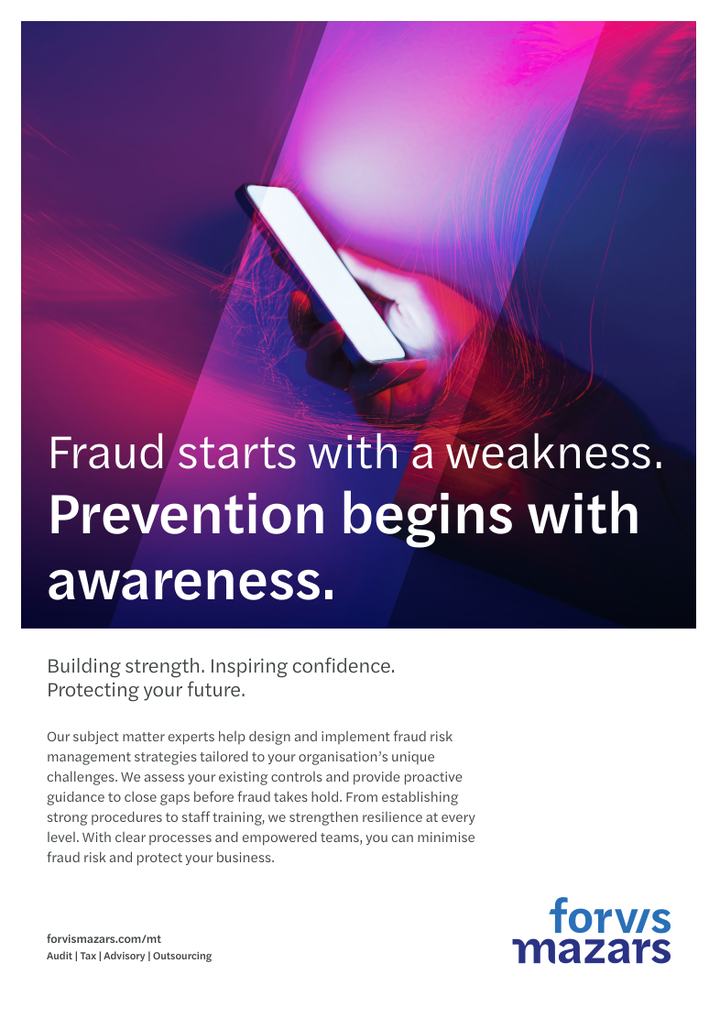 Fraud starts with a weakness.
Prevention begins with
awareness.
Building strength. Inspiring confidence.
Protecting your future.
Our subject matter experts help design and implement fraud risk
management strategies tailored to your organisation’s unique
challenges. We assess your existing controls and provide proactive
guidance to close gaps before fraud takes hold. From establishing
strong procedures to staff training, we strengthen resilience at every
level. With clear processes and empowered teams, you can minimise
fraud risk and protect your business.
forvismazars.com/mt
Audit | Tax | Advisory | Outsourcing
forvis
mazars